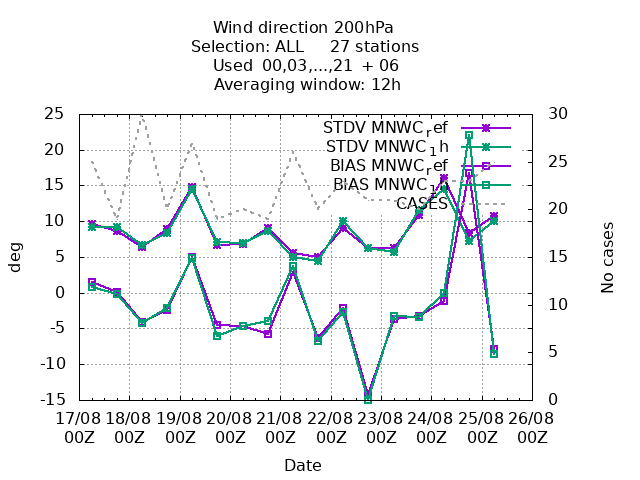 Wind direction 200hPa
Selection: ALL 27 stations
Used 00,03,...,21 + 06
Averaging window: 12h
STDV MNWC_ref
STDV MNWC_1h
BIAS MNWC_ref
BIAS MNWC_1h
CASES
25
20
15
10
5
0
-5
-10
-15
deg
30
25
20
15
10
5
0
No cases
17/08 18/08 19/08 20/08 21/08 22/08 23/08 24/08 25/08 26/08
00Z 00Z 00Z 00Z 00Z 00Z 00Z 00Z 00Z 00Z
Date